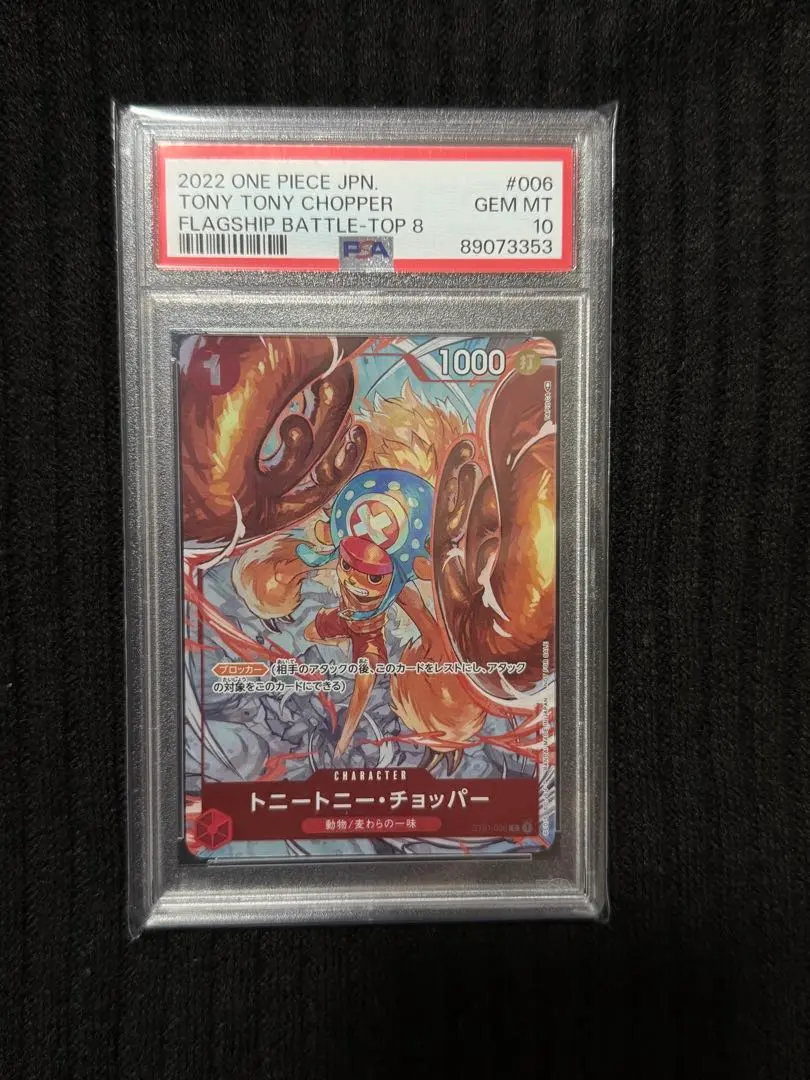 2022 ONE PIECE JPN. #006
TONY TONY CHOPPER GEM MT
FLAGSHIP BATTLE-TOP 8 10
PSA 89073353
1
1000 打
ブロッカー (相手のアタックの後、このカードをレストにし、アタック
の対象をこのカードにできる)
CHARACTER
トニートニー・チョッパー
動物/麦わらの一味
ST01-006 C 1